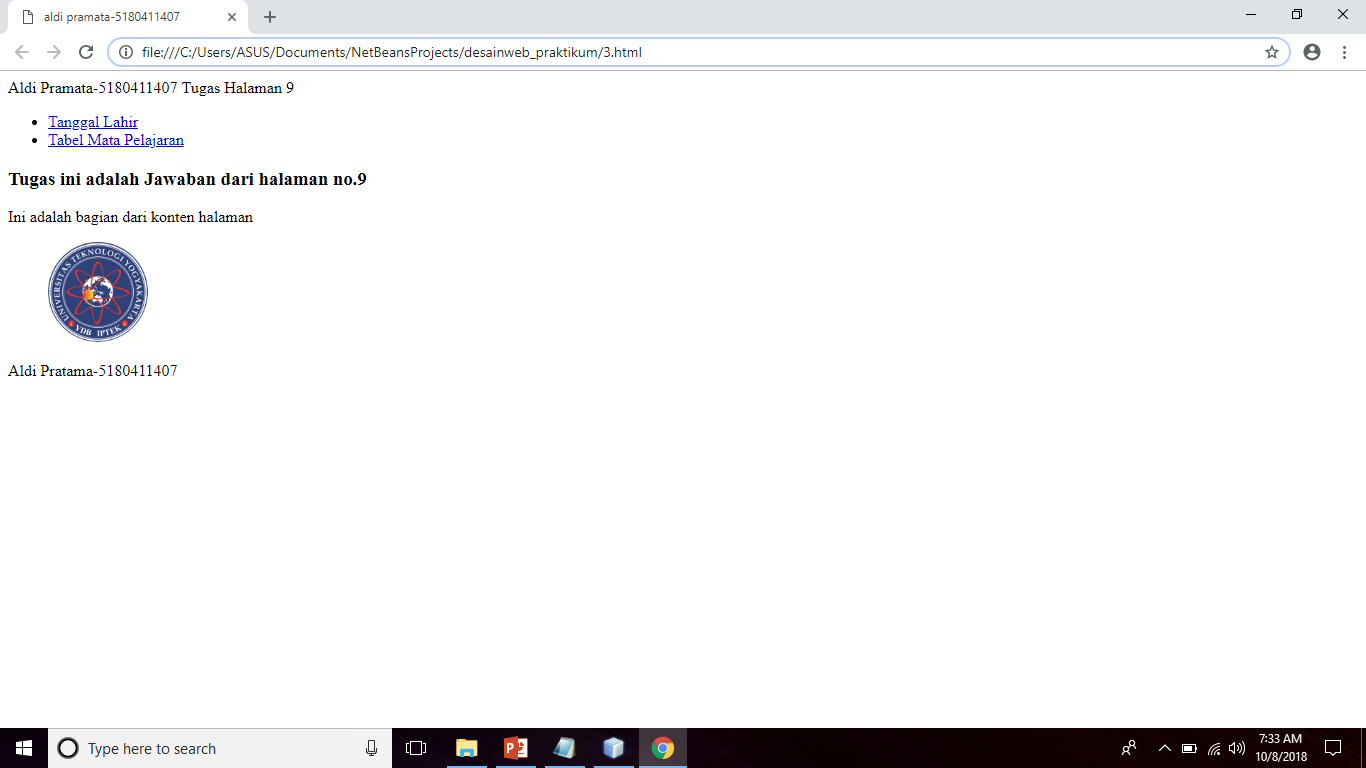 aldi pramata-5180411407
file:///C:/Users/ASUS/Documents/NetBeansProjects/desainweb_praktikum/3.html
Aldi Pramata-5180411407 Tugas Halaman 9
Tanggal Lahir
Tabel Mata Pelajaran
Tugas ini adalah Jawaban dari halaman no.9
Ini adalah bagian dari konten halaman
UNIVERSITAS TEKNOLOGI YOGYAKARTA
YDB IPTEK
Aldi Pratama-5180411407
Type here to search
7:33 AM
10/8/2018